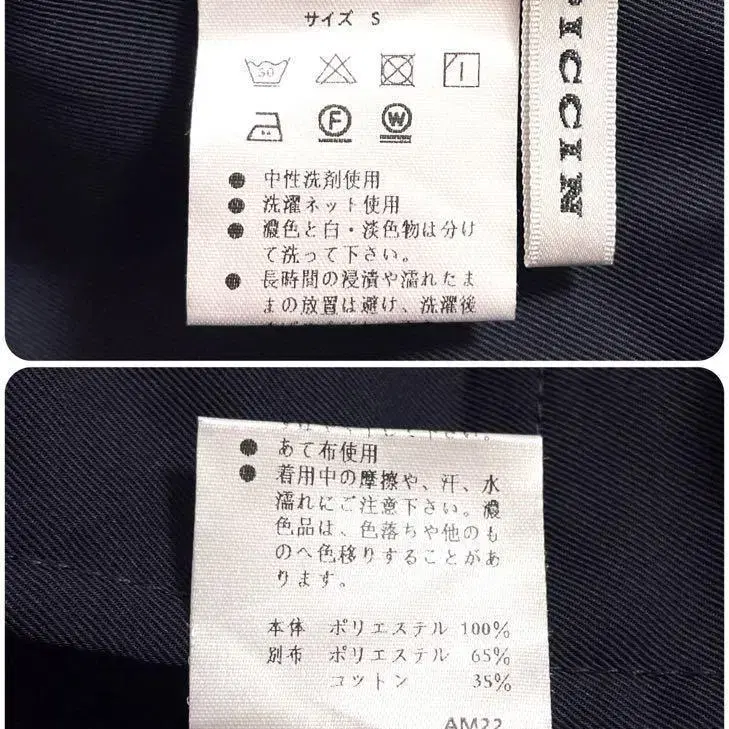 サイズ S
PICCIN
30
F
W
● 中性洗剤使用
● 洗濯ネット使用
● 濃色と白・淡色物は分け
て洗って下さい。
● 長時間の浸漬や濡れたま
まの放置は避け、洗濯後
● あて布使用
● 着用中の摩擦や、汗、水
濡れにご注意下さい。濃
色品は、色落ちや他のも
のへ色移りすることがあ
ります。
本体 ポリエステル 100%
別布 ポリエステル 65%
コットン 35%
AM22